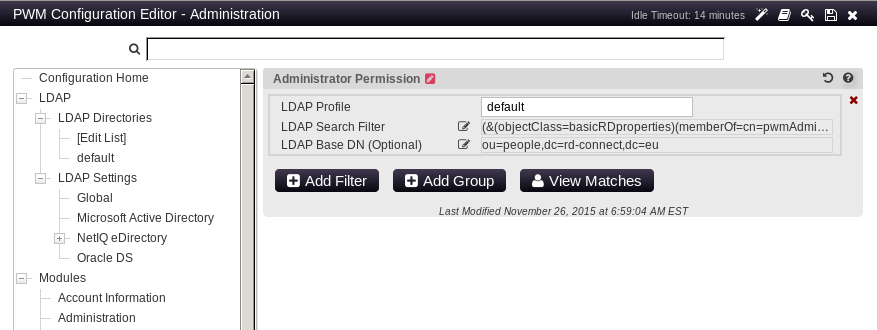 PWM Configuration Editor - Administration
Idle Timeout: 14 minutes
Configuration Home
LDAP
LDAP Directories
[Edit List]
default
LDAP Settings
Global
Microsoft Active Directory
NetIQ eDirectory
Oracle DS
Modules
Account Information
Administration
Administrator Permission
LDAP Profile
default
LDAP Search Filter
(&(objectClass=basicRDproperties)(memberOf=cn=pwmAdmi...
LDAP Base DN (Optional)
ou=people,dc=rd-connect,dc=eu
Add Filter
Add Group
View Matches
Last Modified November 26, 2015 at 6:59:04 AM EST